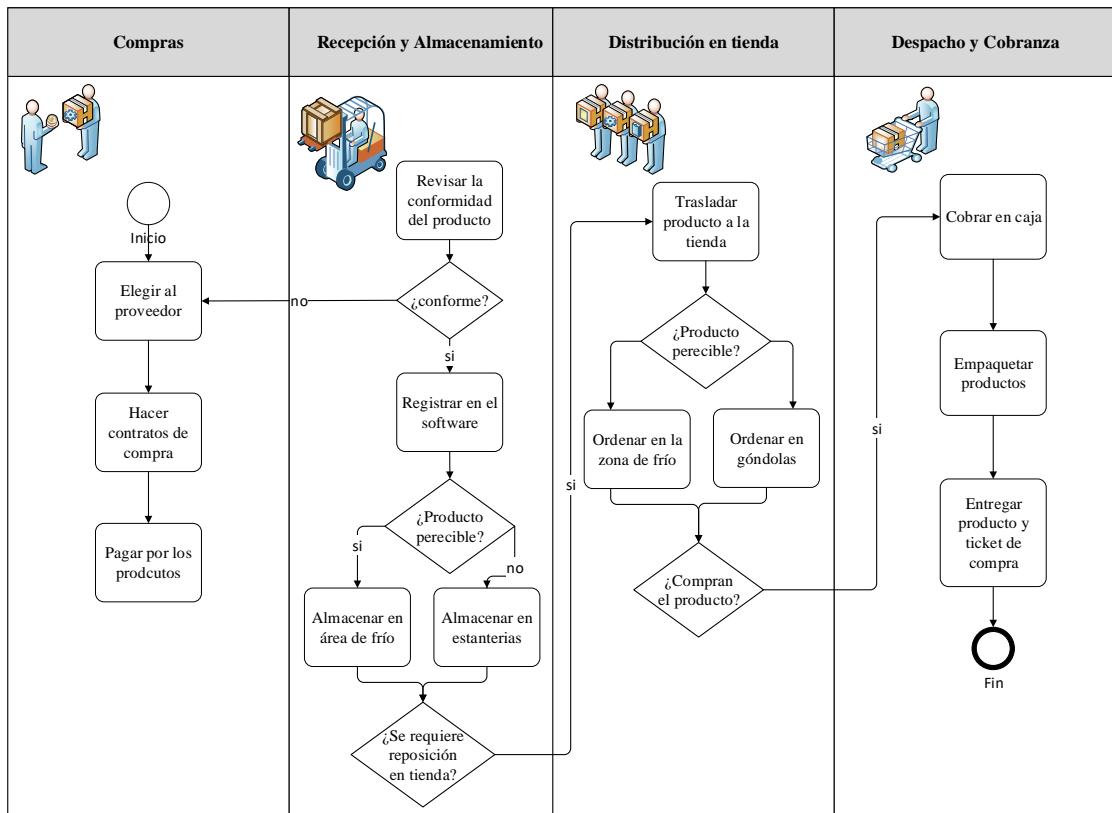 Compras
Recepción y Almacenamiento
Distribución en tienda
Despacho y Cobranza
Inicio
Elegir al
proveedor
Hacer
contratos de
compra
Pagar por los
prodcutos
Revisar la
conformidad
del producto
¿conforme?
no
si
Registrar en el
software
¿Producto
perecible?
si
no
Almacenar en
área de frío
Almacenar en
estanterias
¿Se requiere
reposición
en tienda?
si
Trasladar
producto a la
tienda
¿Producto
perecible?
Ordenar en la
zona de frío
Ordenar en
góndolas
¿Compran
el producto?
si
Cobrar en caja
Empaquetar
productos
Entregar
producto y
ticket de
compra
Fin